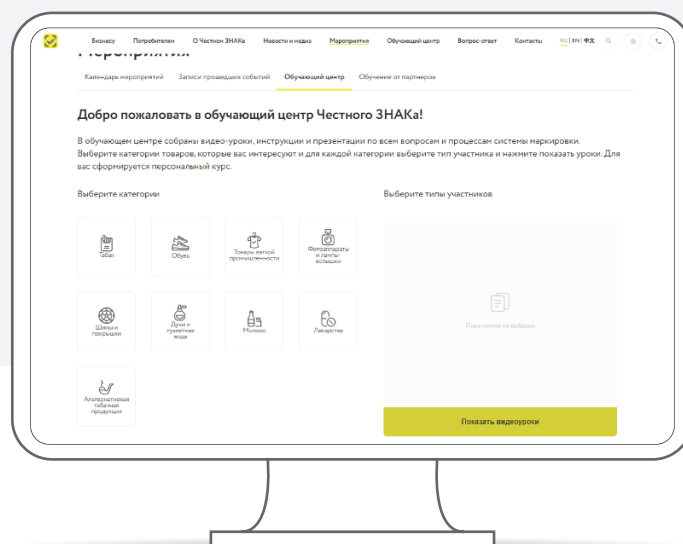 Бизнесу Потребителям О Честном ЗНАКе Новости и медиа Мероприятия Обучающий центр Вопрос-ответ Контакты RU | EN | 中文
Мероприятия
Календарь мероприятий Записи прошедших событий Обучающий центр Обучение от партнеров
Добро пожаловать в обучающий центр Честного ЗНАКа!
В обучающем центре собраны видео-уроки, инструкции и презентации по всем вопросам и процессам системы маркировки.
Выберите категории товаров, которые вас интересуют и для каждой категории выберите тип участника и нажмите показать уроки. Для
вас сформируется персональный курс.
Выберите категории
Выберите типы участников
Табак
Обувь
Товары легкой
промышленности
Фотоаппараты
и лампы-
вспышки
Шины и
покрышки
Духи и
туалетная
вода
Молоко
Лекарства
Альтернативная
табачная
продукция
Пока ничего не выбрано
Показать видеоуроки